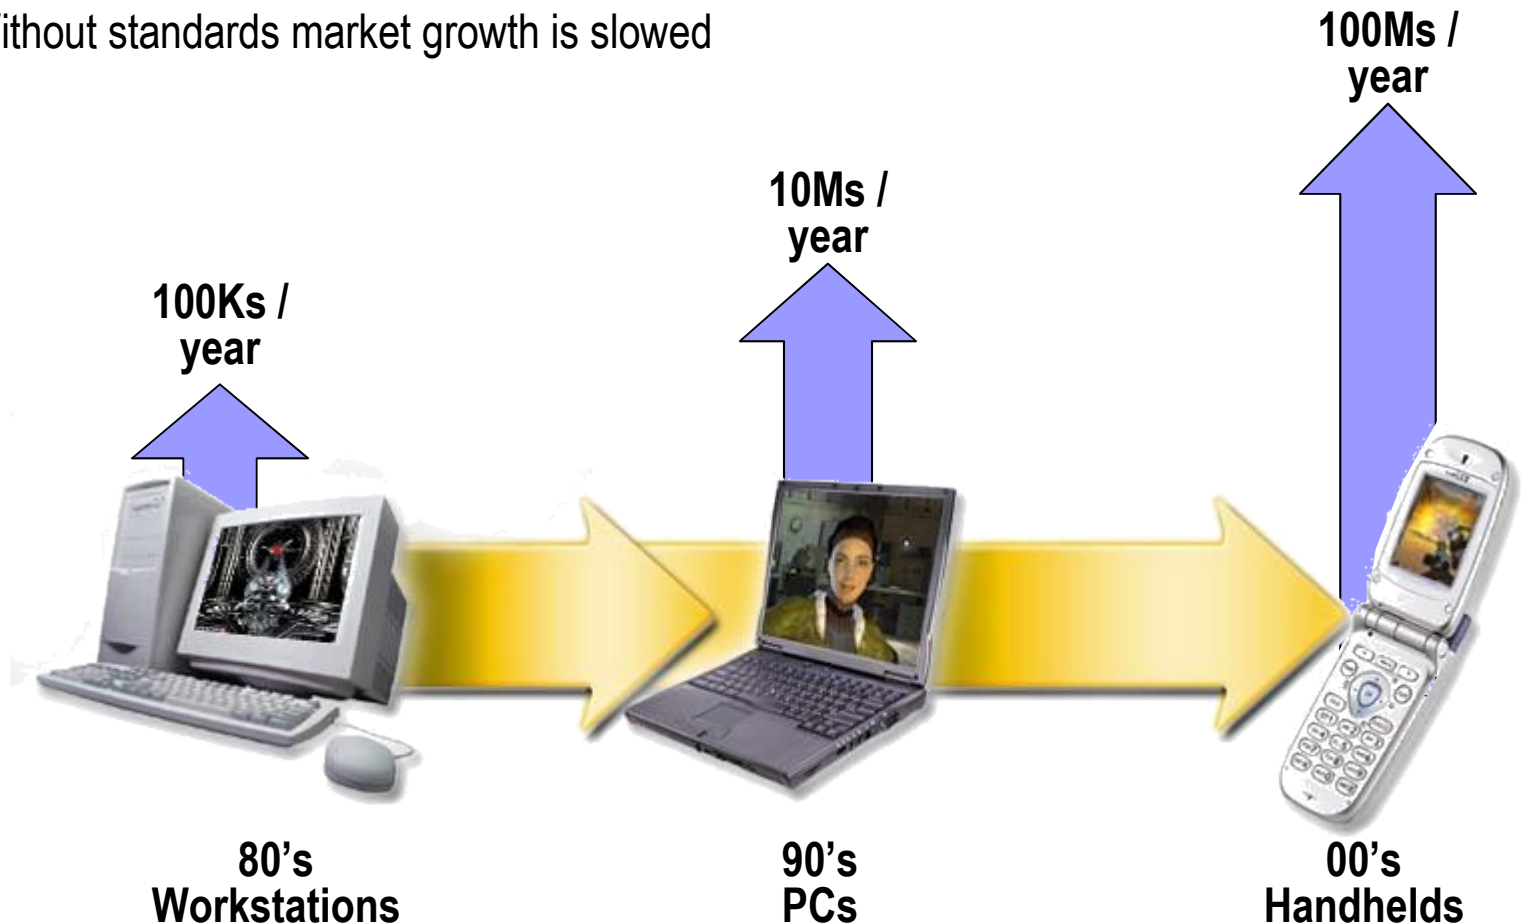 ithout standards market growth is slowed
100Ms /
year
10Ms /
year
100Ks /
year
80’s
Workstations
90’s
PCs
00’s
Handhelds